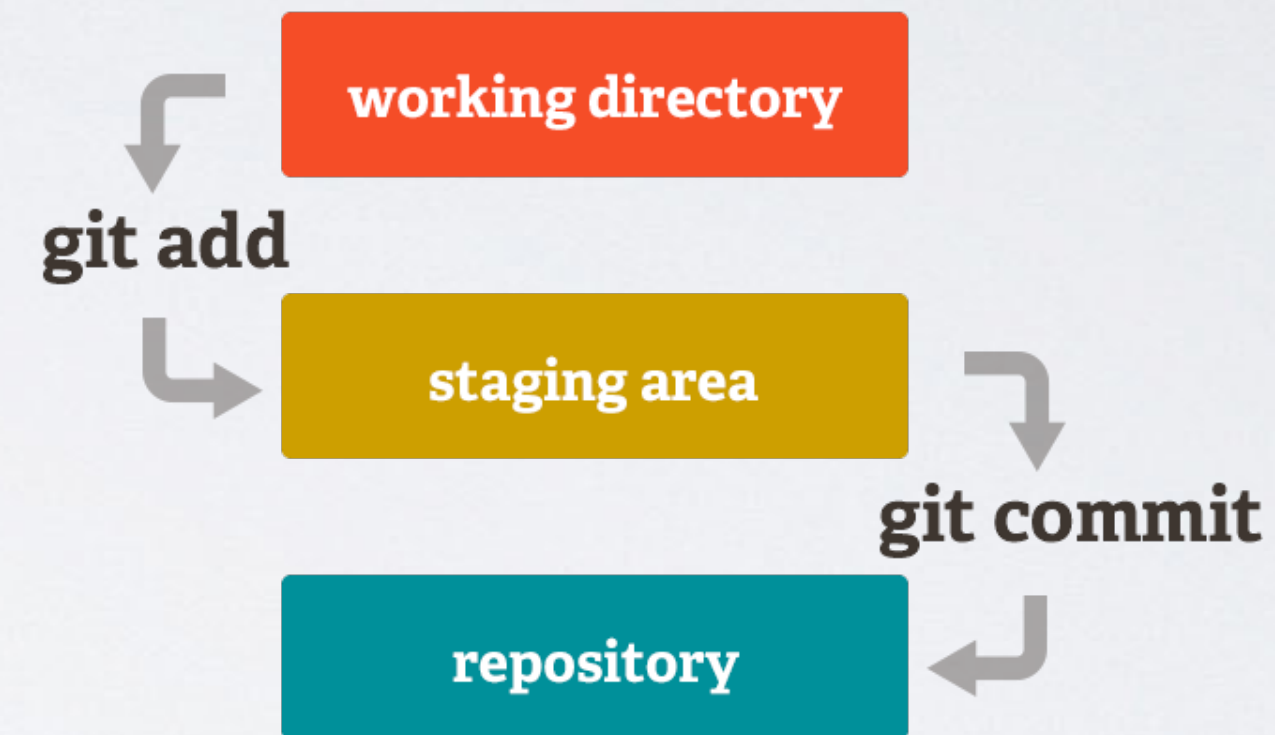 working directory
git add
staging area
git commit
repository